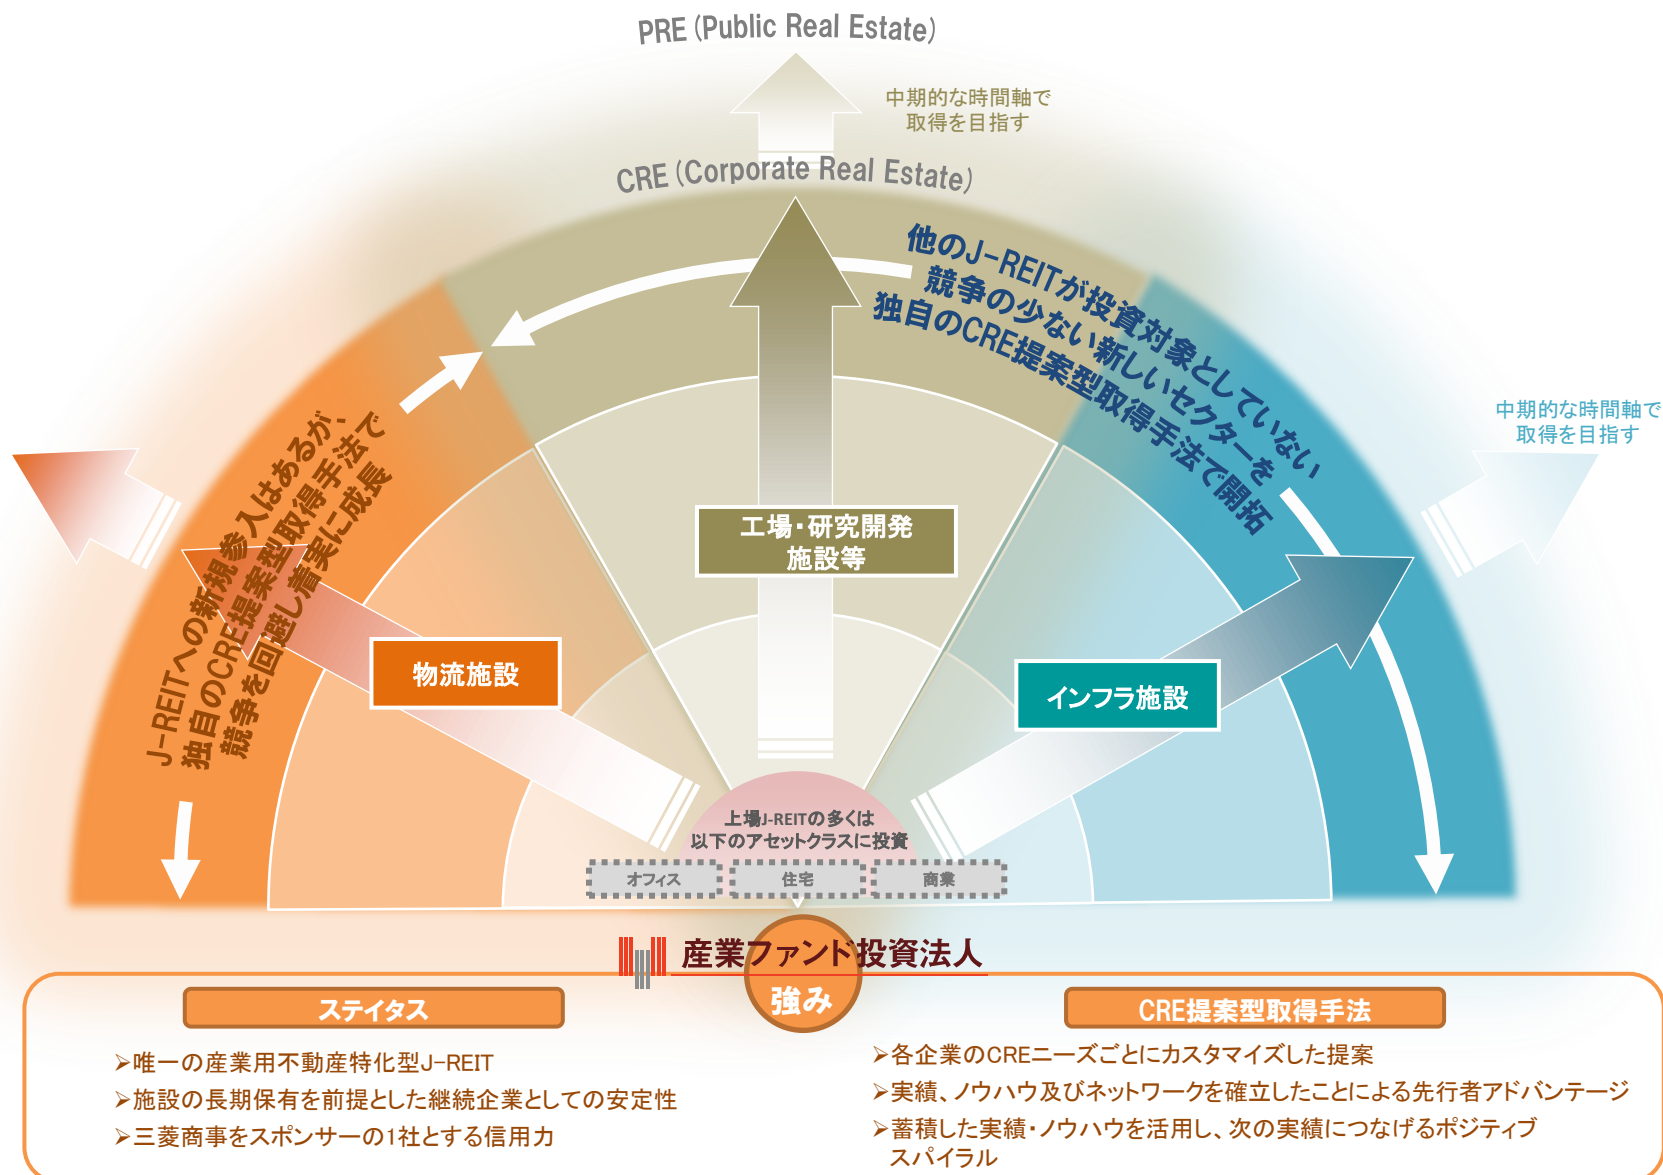 PRE (Public Real Estate)
中期的な時間軸で
取得を目指す
CRE (Corporate Real Estate)
他のJ-REITが投資対象としていない
競争の少ない新しいセクターを
独自のCRE提案型取得手法で開拓
中期的な時間軸で
取得を目指す
J-REITへの新規参入はあるが、
独自のCRE提案型取得手法で
競争を回避し着実に成長
工場・研究開発
施設等
物流施設
インフラ施設
上場J-REITの多くは
以下のアセットクラスに投資
オフィス
住宅
商業
産業ファンド投資法人
強み
ステイタス
➢唯一の産業用不動産特化型J-REIT
➢施設の長期保有を前提とした継続企業としての安定性
➢三菱商事をスポンサーの1社とする信用力
CRE提案型取得手法
➢各企業のCREニーズごとにカスタマイズした提案
➢実績、ノウハウ及びネットワークを確立したことによる先行者アドバンテージ
➢蓄積した実績・ノウハウを活用し、次の実績につなげるポジティブ
スパイラル